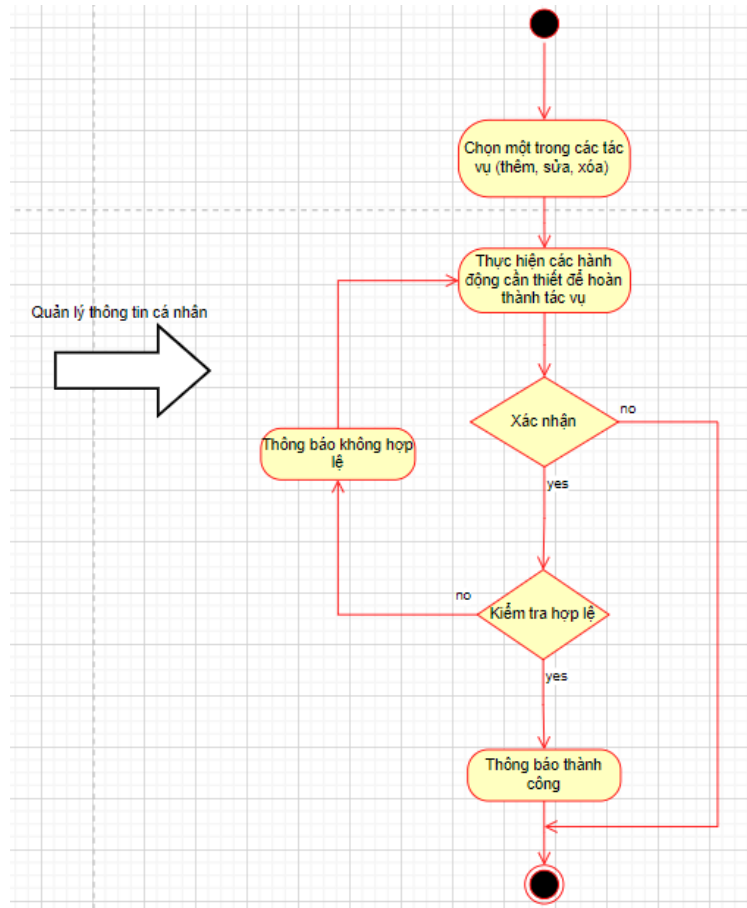 Chọn một trong các tác
vụ (thêm, sửa, xóa)
Thực hiện các hành
động cần thiết để hoàn
thành tác vụ
Quản lý thông tin cá nhân
Xác nhận
no
Thông báo không hợp
lệ
yes
no
Kiểm tra hợp lệ
yes
Thông báo thành
công